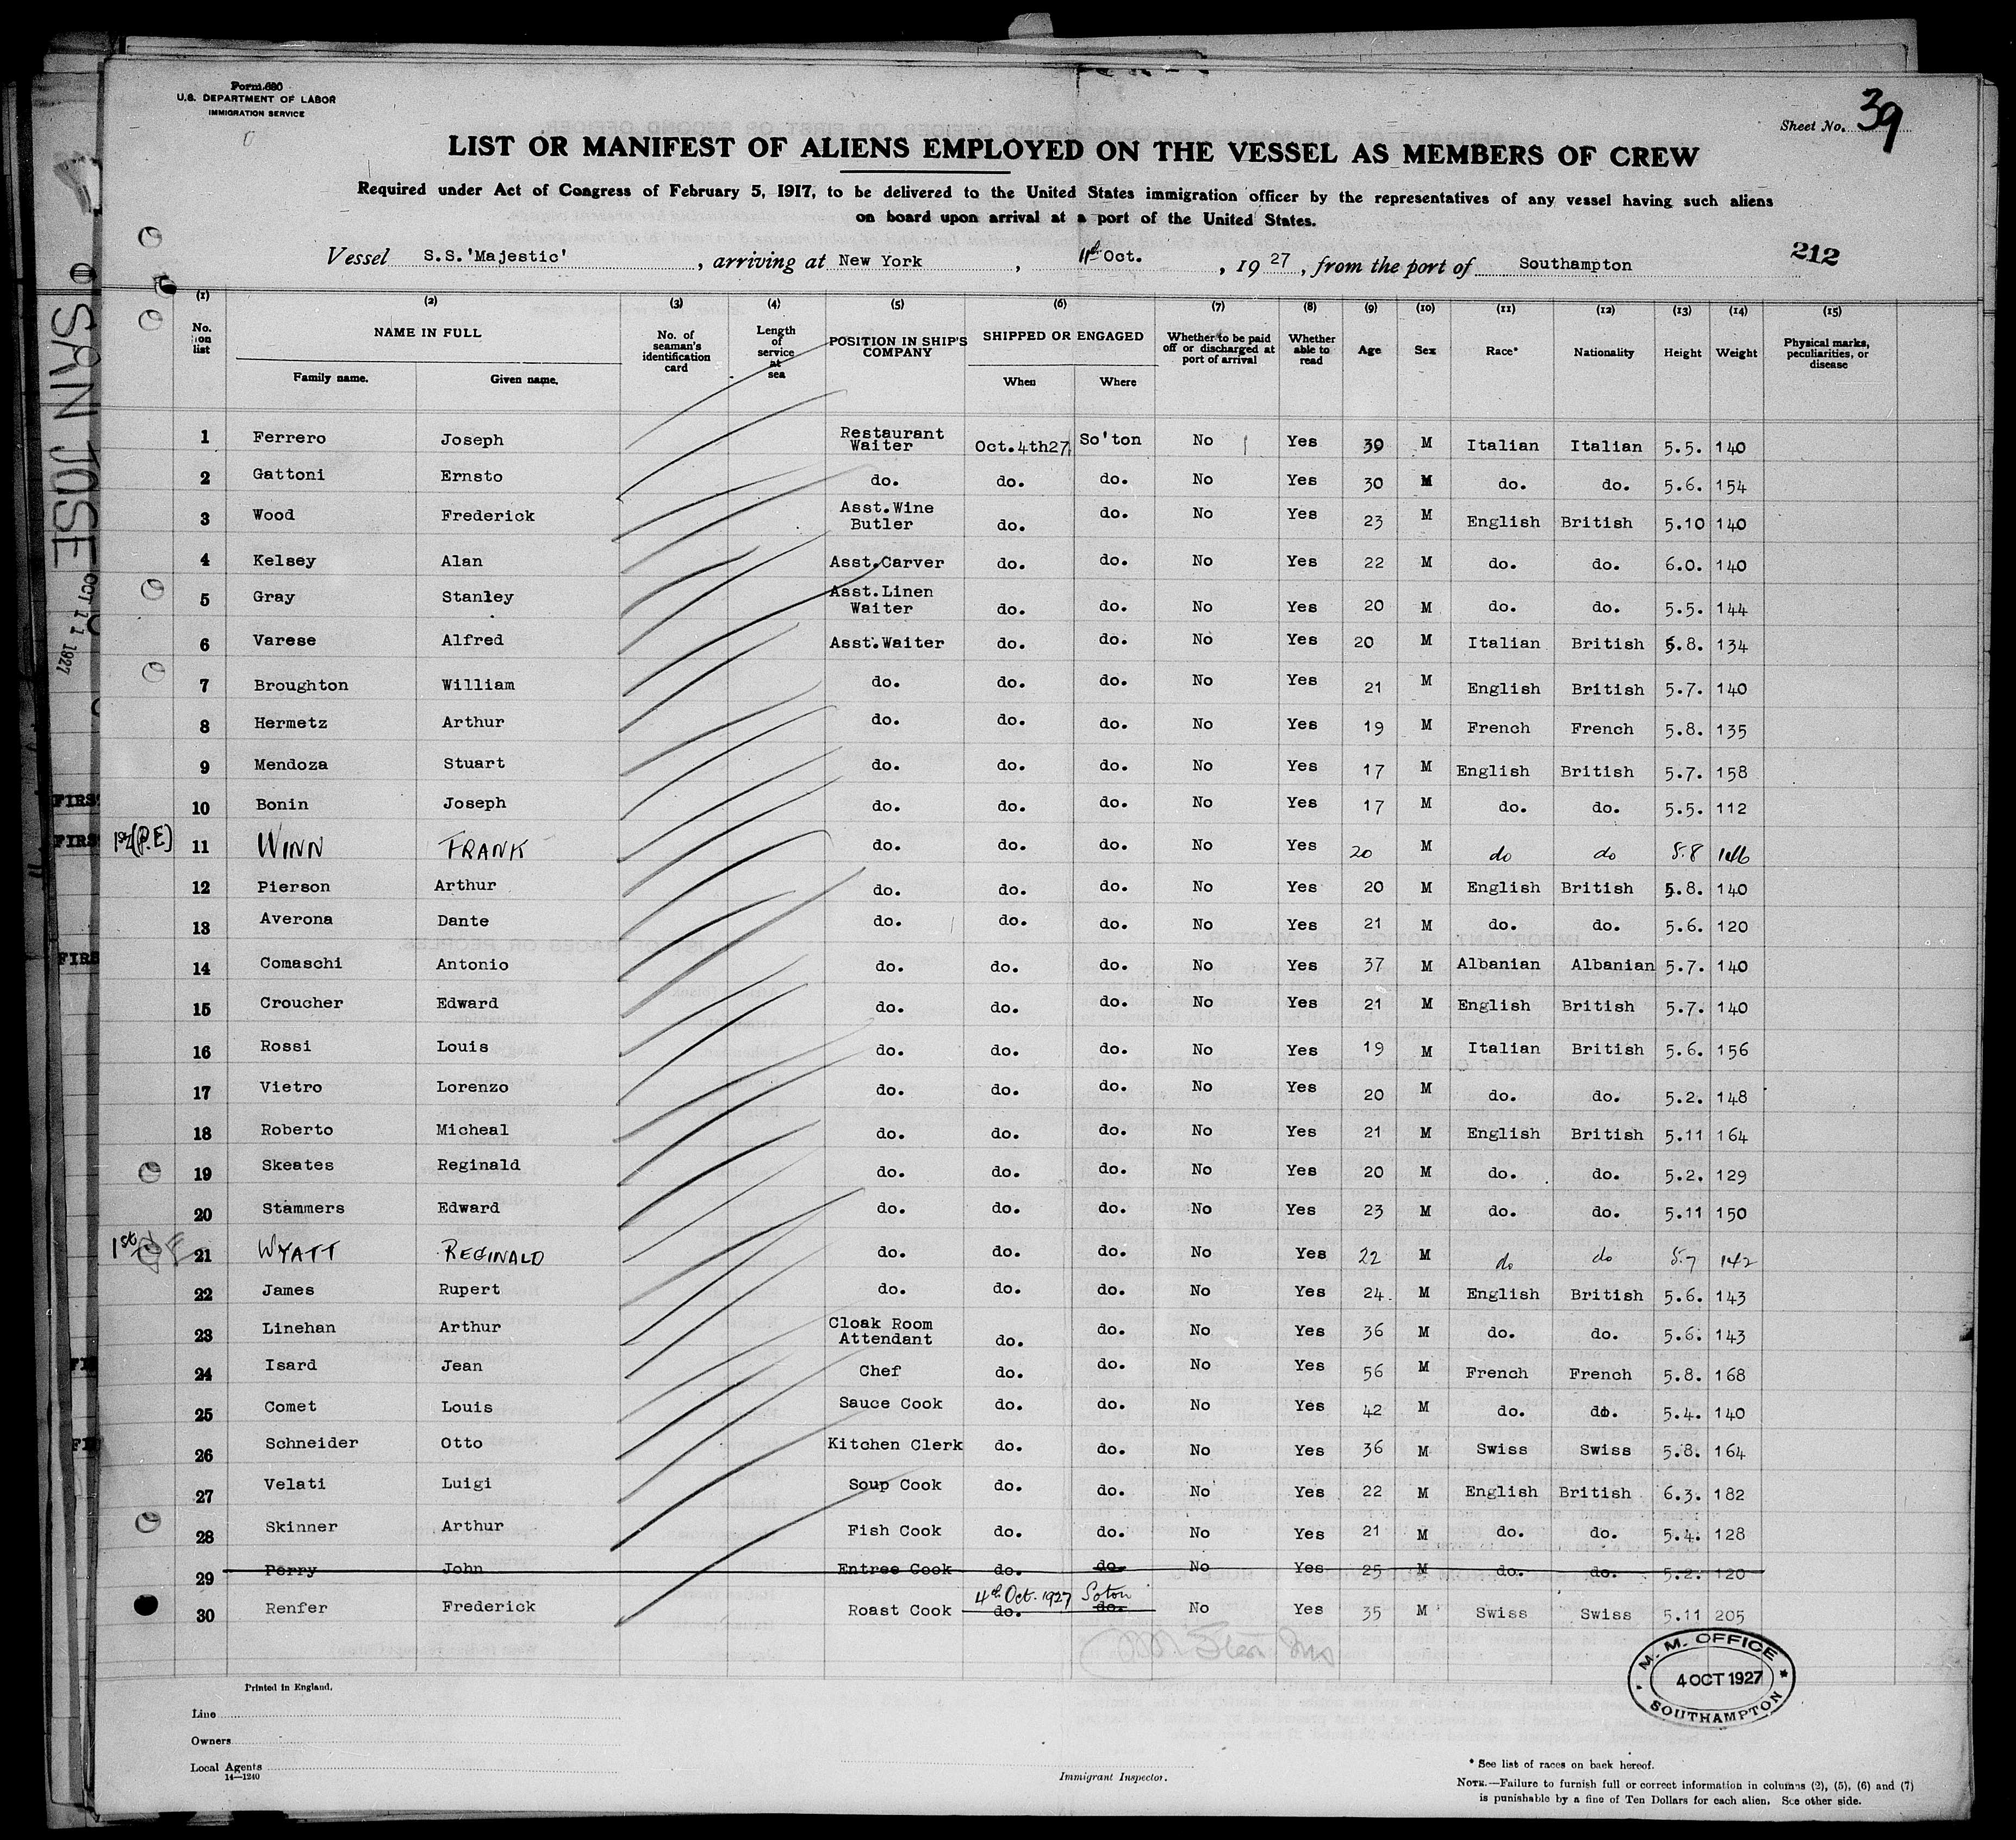 Form 680
U.S. DEPARTMENT OF LABOR
IMMIGRATION SERVICE
Sheet No. 39
LIST OR MANIFEST OF ALIENS EMPLOYED ON THE VESSEL AS MEMBERS OF CREW
Required under Act of Congress of February 5, 1917, to be delivered to the United States immigration officer by the representatives of any vessel having such aliens
on board upon arrival at a port of the United States.
Vessel S.S.'Majestic', arriving at New York, 11th Oct., 1927, from the port of Southampton
212
SAN JOSE OCT 11 1927
(1) (2) (3) (4) (5) (6) (7) (8) (9) (10) (11) (12) (13) (14) (15)
No. on list NAME IN FULL Family name. Given name. No. of seaman's identification card Length of service at sea POSITION IN SHIP'S COMPANY SHIPPED OR ENGAGED When Where Whether to be paid off or discharged at port of arrival Whether able to read Age Sex Race* Nationality Height Weight Physical marks, peculiarities, or disease
1 Ferrero Joseph Restaurant Waiter Oct.4th27 So'ton No Yes 39 M Italian Italian 5.5. 140
2 Gattoni Ernsto do. do. do. No Yes 30 M do. do. 5.6. 154
3 Wood Frederick Asst.Wine Butler do. do. No Yes 23 M English British 5.10 140
4 Kelsey Alan Asst.Carver do. do. No Yes 22 M do. do. 6.0. 140
5 Gray Stanley Asst.Linen Waiter do. do. No Yes 20 M do. do. 5.5. 144
6 Varese Alfred Asst.Waiter do. do. No Yes 20 M Italian British 5.8. 134
7 Broughton William do. do. do. No Yes 21 M English British 5.7. 140
8 Hermetz Arthur do. do. do. No Yes 19 M French French 5.8. 135
9 Mendoza Stuart do. do. do. No Yes 17 M English British 5.7. 158
FIRST
10 Bonin Joseph do. do. do. No Yes 17 M do. do. 5.5. 112
FIRS 1st (P.E) 11 WINN FRANK do. do. do. No Yes 20 M do do 5.8 146
12 Pierson Arthur do. do. do. No Yes 20 M English British 5.8. 140
13 Averona Dante do. do. do. No Yes 21 M do. do. 5.6. 120
FIRS
14 Comaschi Antonio do. do. do. No Yes 37 M Albanian Albanian 5.7. 140
15 Croucher Edward do. do. do. No Yes 21 M English British 5.7. 140
16 Rossi Louis do. do. do. No Yes 19 M Italian British 5.6. 156
17 Vietro Lorenzo do. do. do. No Yes 20 M do. do. 5.2. 148
18 Roberto Micheal do. do. do. No Yes 21 M English British 5.11 164
19 Skeates Reginald do. do. do. No Yes 20 M do. do. 5.2. 129
20 Stammers Edward do. do. do. No Yes 23 M do. do. 5.11 150
1st 21 WYATT REGINALD do. do. do. No Yes 22 M do do 5.7 142
22 James Rupert do. do. do. No Yes 24. M English British 5.6. 143
23 Linehan Arthur Cloak Room Attendant do. do. No Yes 36 M do. do. 5.6. 143
24 Isard Jean Chef do. do. No Yes 56 M French French 5.8. 168
25 Comet Louis Sauce Cook do. do. No Yes 42 M do. do. 5.4. 140
26 Schneider Otto Kitchen Clerk do. do. No Yes 36 M Swiss Swiss 5.8. 164
27 Velati Luigi Soup Cook do. do. No Yes 22 M English British 6.3. 182
28 Skinner Arthur Fish Cook do. do. No Yes 21 M do. do. 5.4. 128
29 Perry John Entree Cook do. do. No Yes 25 M do. do. 5.2. 120
4th Oct. 1927 Soton
30 Renfer Frederick Roast Cook do. do. No Yes 35 M Swiss Swiss 5.11 205
M. M. OFFICE
4 OCT 1927
SOUTHAMPTON
Printed in England.
Line
Owners
Local Agents
14—1240
Immigrant Inspector.
* See list of races on back hereof.
NOTE.—Failure to furnish full or correct information in columns (2), (5), (6) and (7)
is punishable by a fine of Ten Dollars for each alien. See other side.